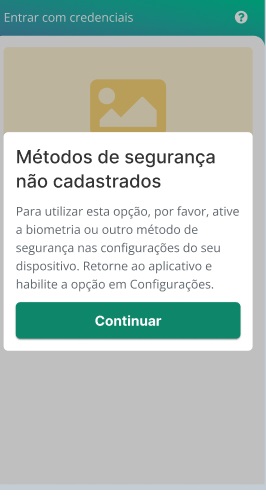 Entrar com credenciais
?
Métodos de segurança
não cadastrados
Para utilizar esta opção, por favor, ative
a biometria ou outro método de
segurança nas configurações do seu
dispositivo. Retorne ao aplicativo e
habilite a opção em Configurações.
Continuar